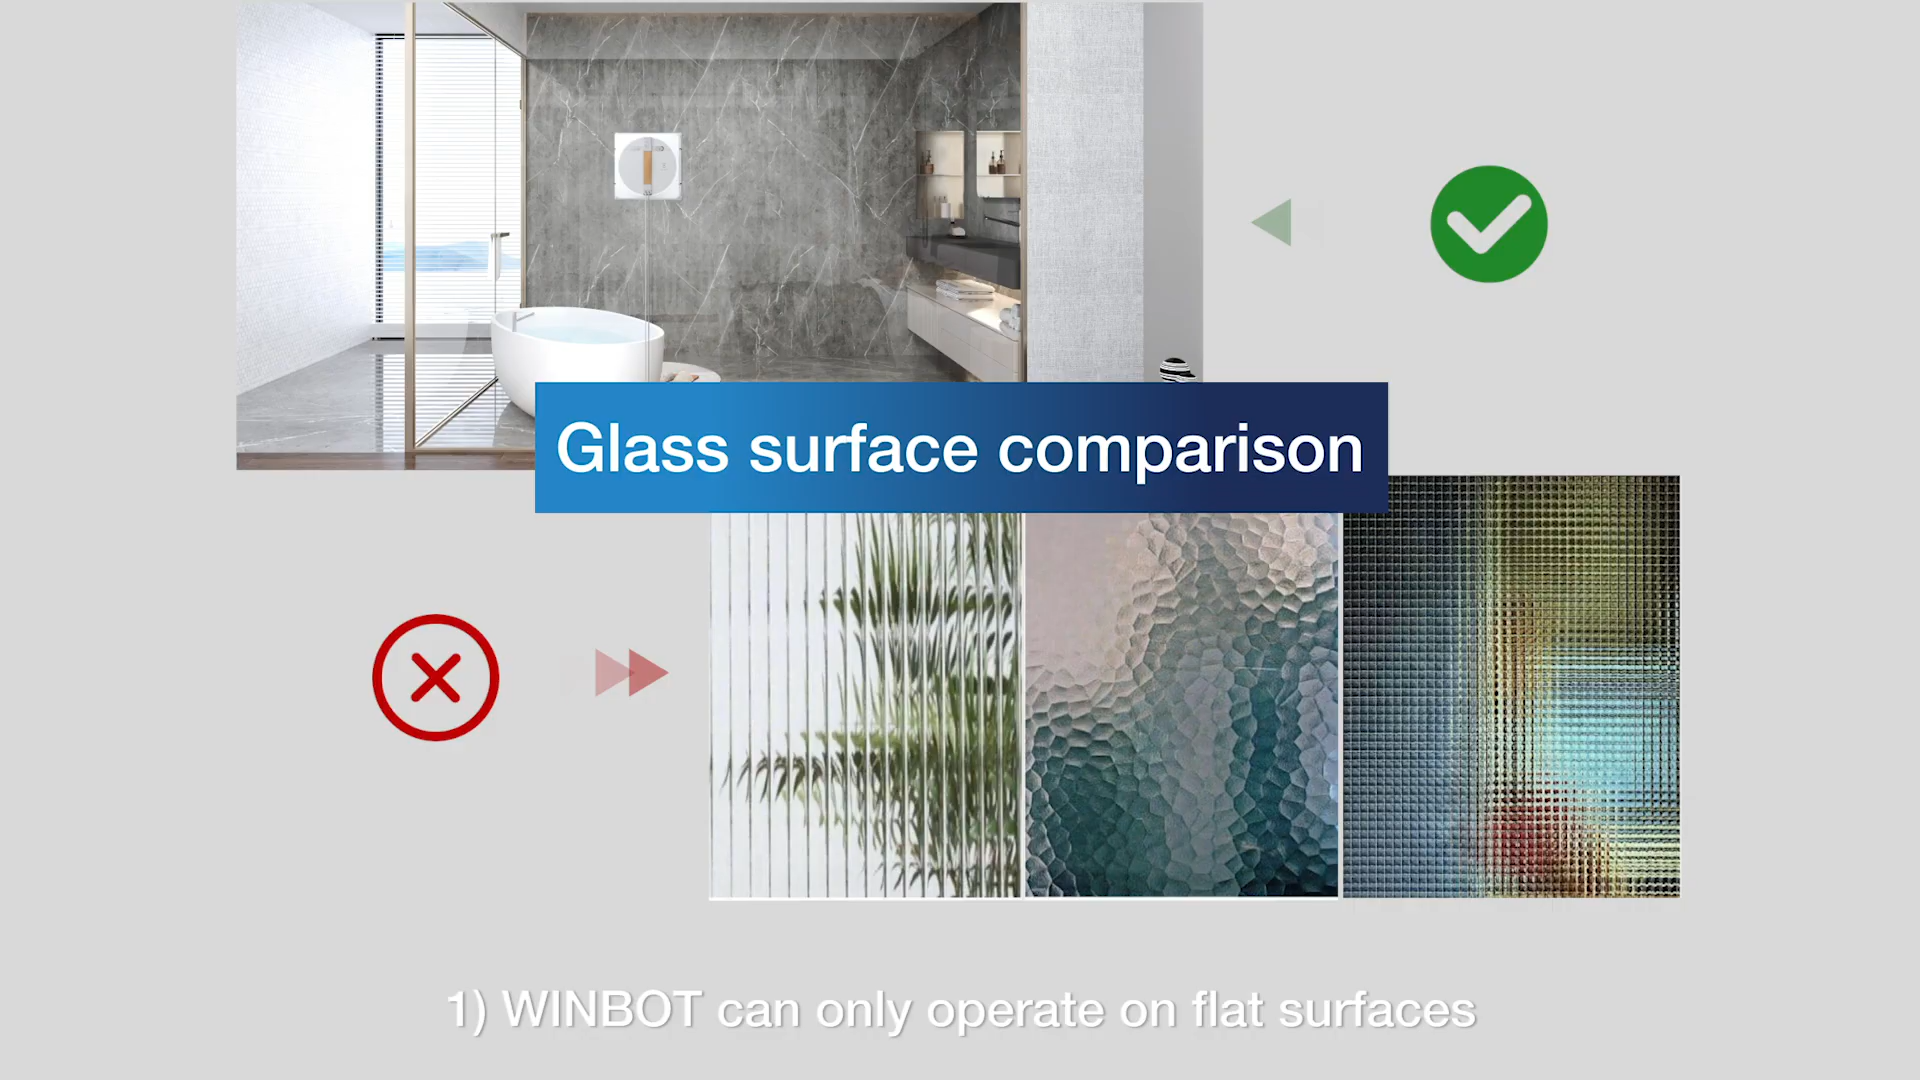 Glass surface comparison
1) WINBOT can only operate on flat surfaces